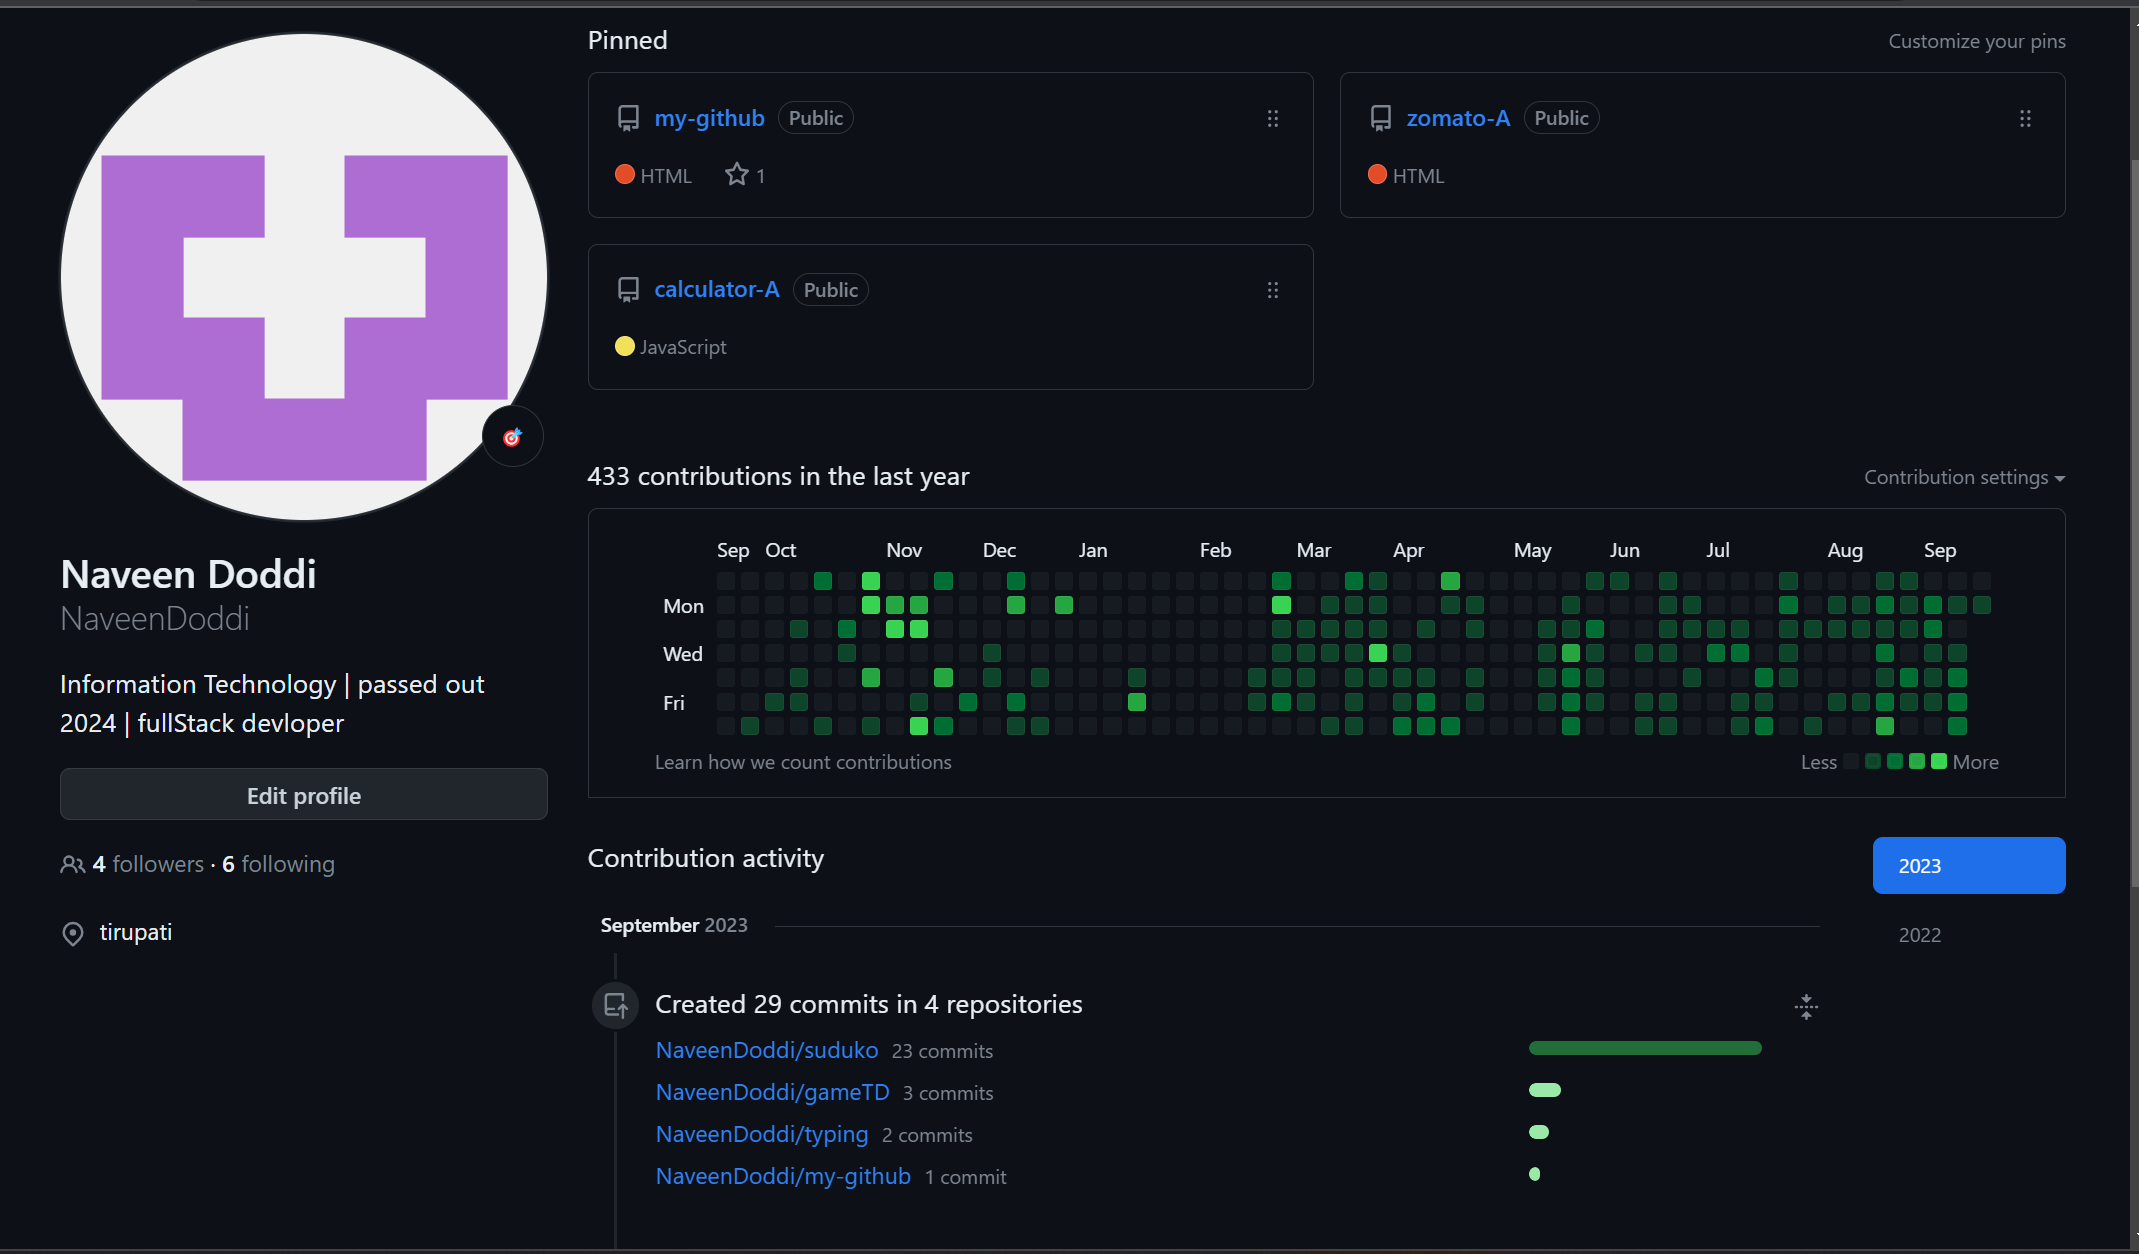 Pinned
Customize your pins
my-github Public
HTML 1
zomato-A Public
HTML
calculator-A Public
JavaScript
433 contributions in the last year
Contribution settings
Sep Oct Nov Dec Jan Feb Mar Apr May Jun Jul Aug Sep
Mon
Wed
Fri
Learn how we count contributions
Less More
Naveen Doddi
NaveenDoddi
Information Technology | passed out
2024 | fullStack devloper
Edit profile
4 followers · 6 following
tirupati
Contribution activity
2023
2022
September 2023
Created 29 commits in 4 repositories
NaveenDoddi/suduko 23 commits
NaveenDoddi/gameTD 3 commits
NaveenDoddi/typing 2 commits
NaveenDoddi/my-github 1 commit